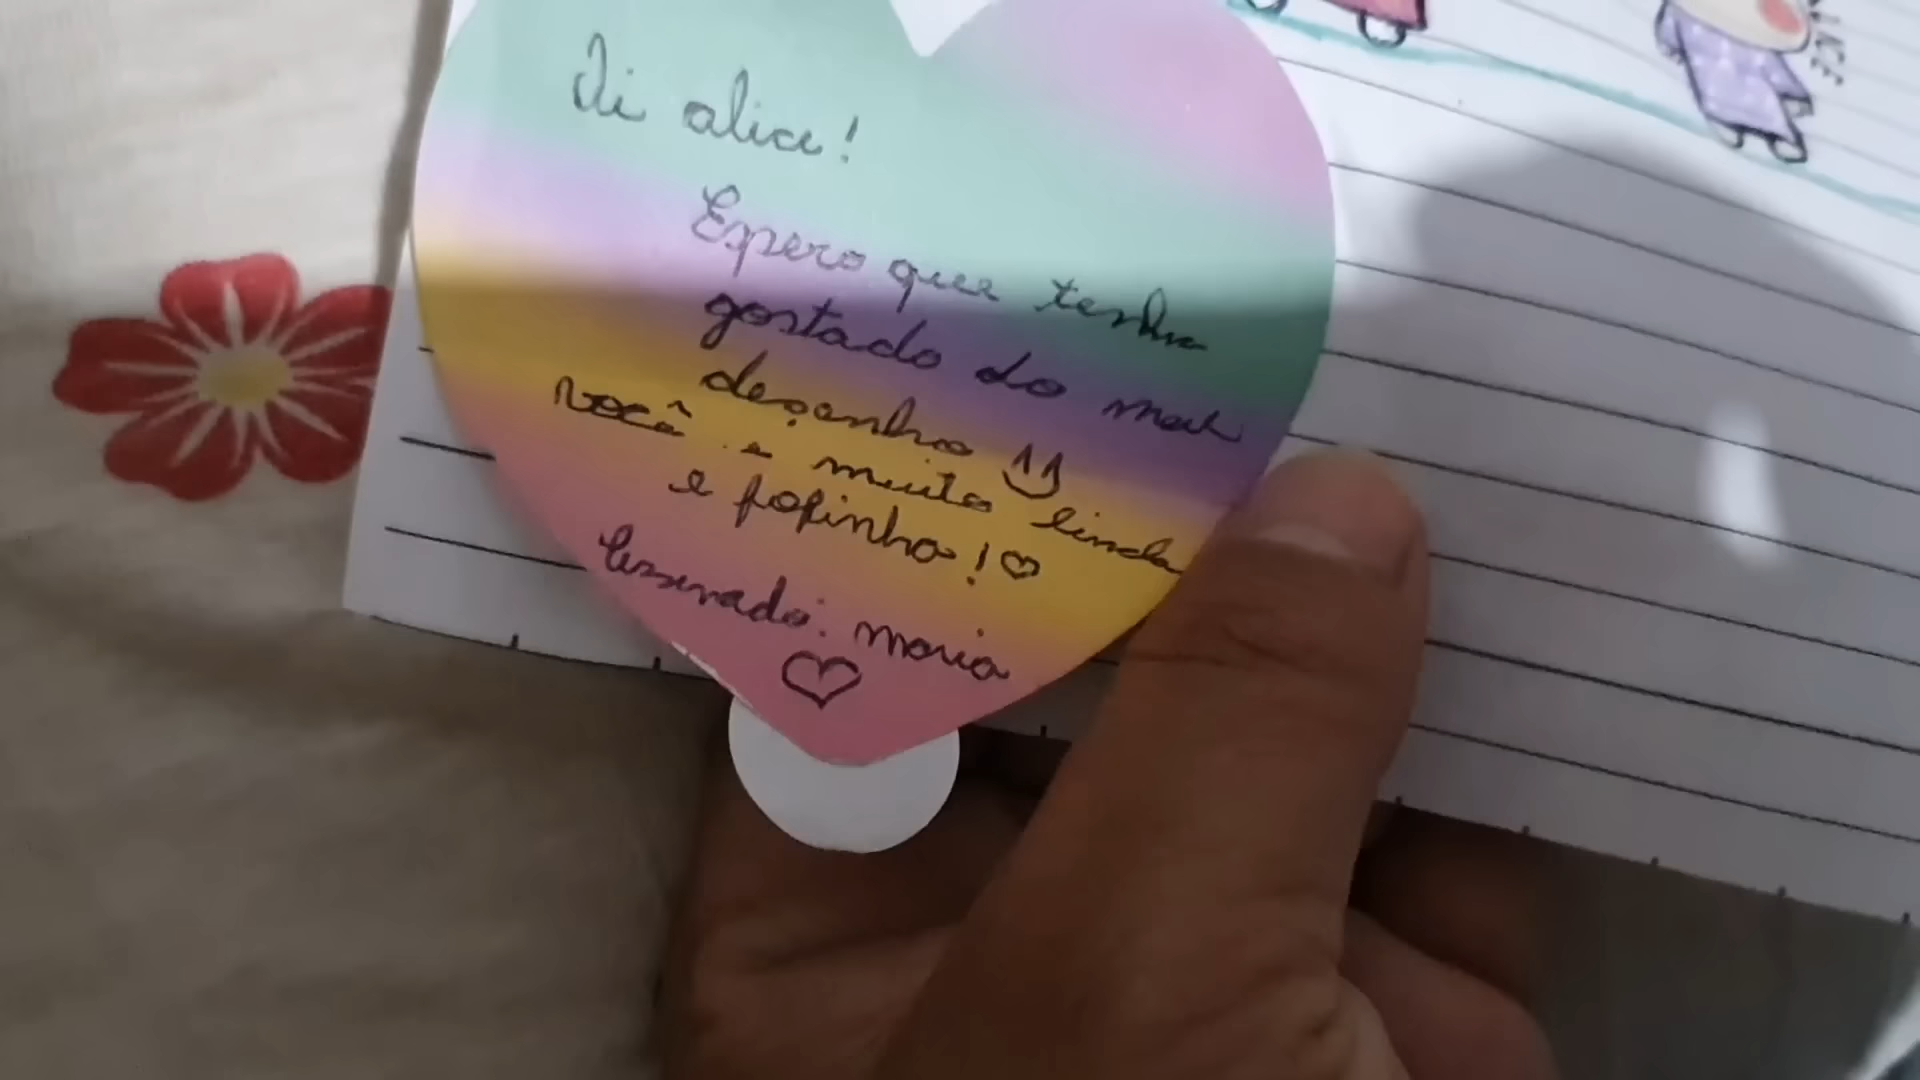 Oi alice!
Espero que tenha
gostado do meu
desenho
você e muito linda
e fofinha!
Assinado: maria